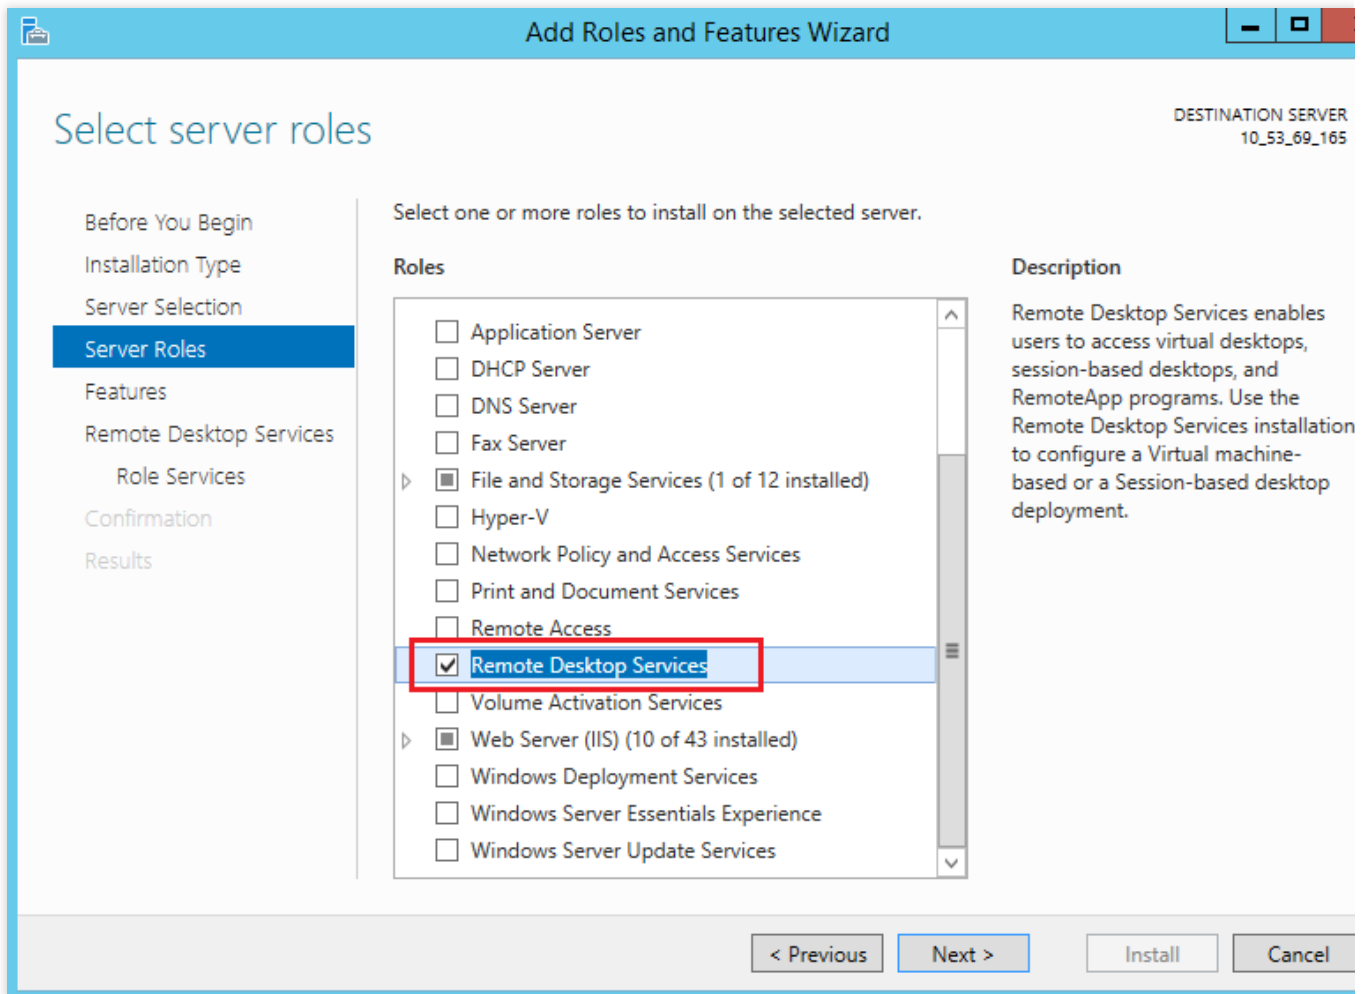 Add Roles and Features Wizard
Select server roles
DESTINATION SERVER
10_53_69_165
Before You Begin
Installation Type
Server Selection
Server Roles
Features
Remote Desktop Services
Role Services
Confirmation
Results
Select one or more roles to install on the selected server.
Roles
Application Server
DHCP Server
DNS Server
Fax Server
File and Storage Services (1 of 12 installed)
Hyper-V
Network Policy and Access Services
Print and Document Services
Remote Access
Remote Desktop Services
Volume Activation Services
Web Server (IIS) (10 of 43 installed)
Windows Deployment Services
Windows Server Essentials Experience
Windows Server Update Services
Description
Remote Desktop Services enables
users to access virtual desktops,
session-based desktops, and
RemoteApp programs. Use the
Remote Desktop Services installation
to configure a Virtual machine-
based or a Session-based desktop
deployment.
< Previous
Next >
Install
Cancel